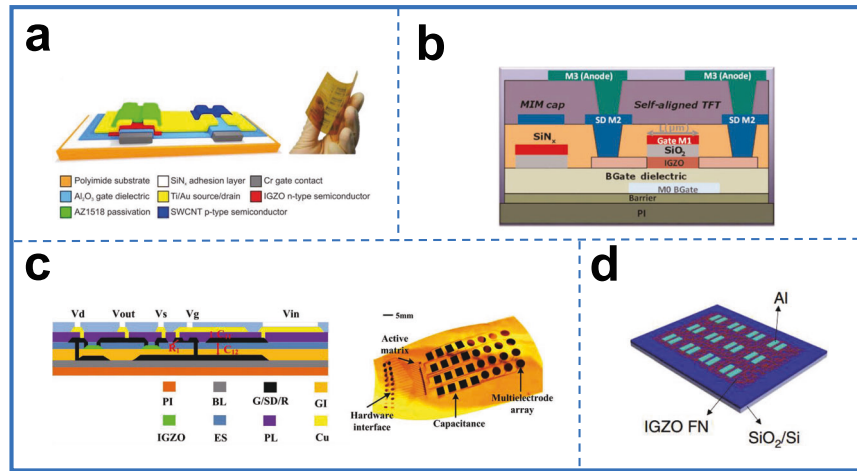 a
Polyimide substrate
SiNₓ adhesion layer
Cr gate contact
Al₂O₃ gate dielectric
Ti/Au source/drain
IGZO n-type semiconductor
AZ1518 passivation
SWCNT p-type semiconductor
b
M3 (Anode)
M3 (Anode)
MIM cap
Self-aligned TFT
SD M2
SD M2
SiNₓ
Gate M1
SiO₂
IGZO
BGate dielectric
M0 BGate
Barrier
PI
c
Vd
Vout
Vs
Vg
Vin
R₁
C₁₂
PI
BL
G/SD/R
GI
IGZO
ES
PL
Cu
5mm
Active
matrix
Hardware
interface
Capacitance
Multielectrode
array
d
Al
IGZO FN
SiO₂/Si